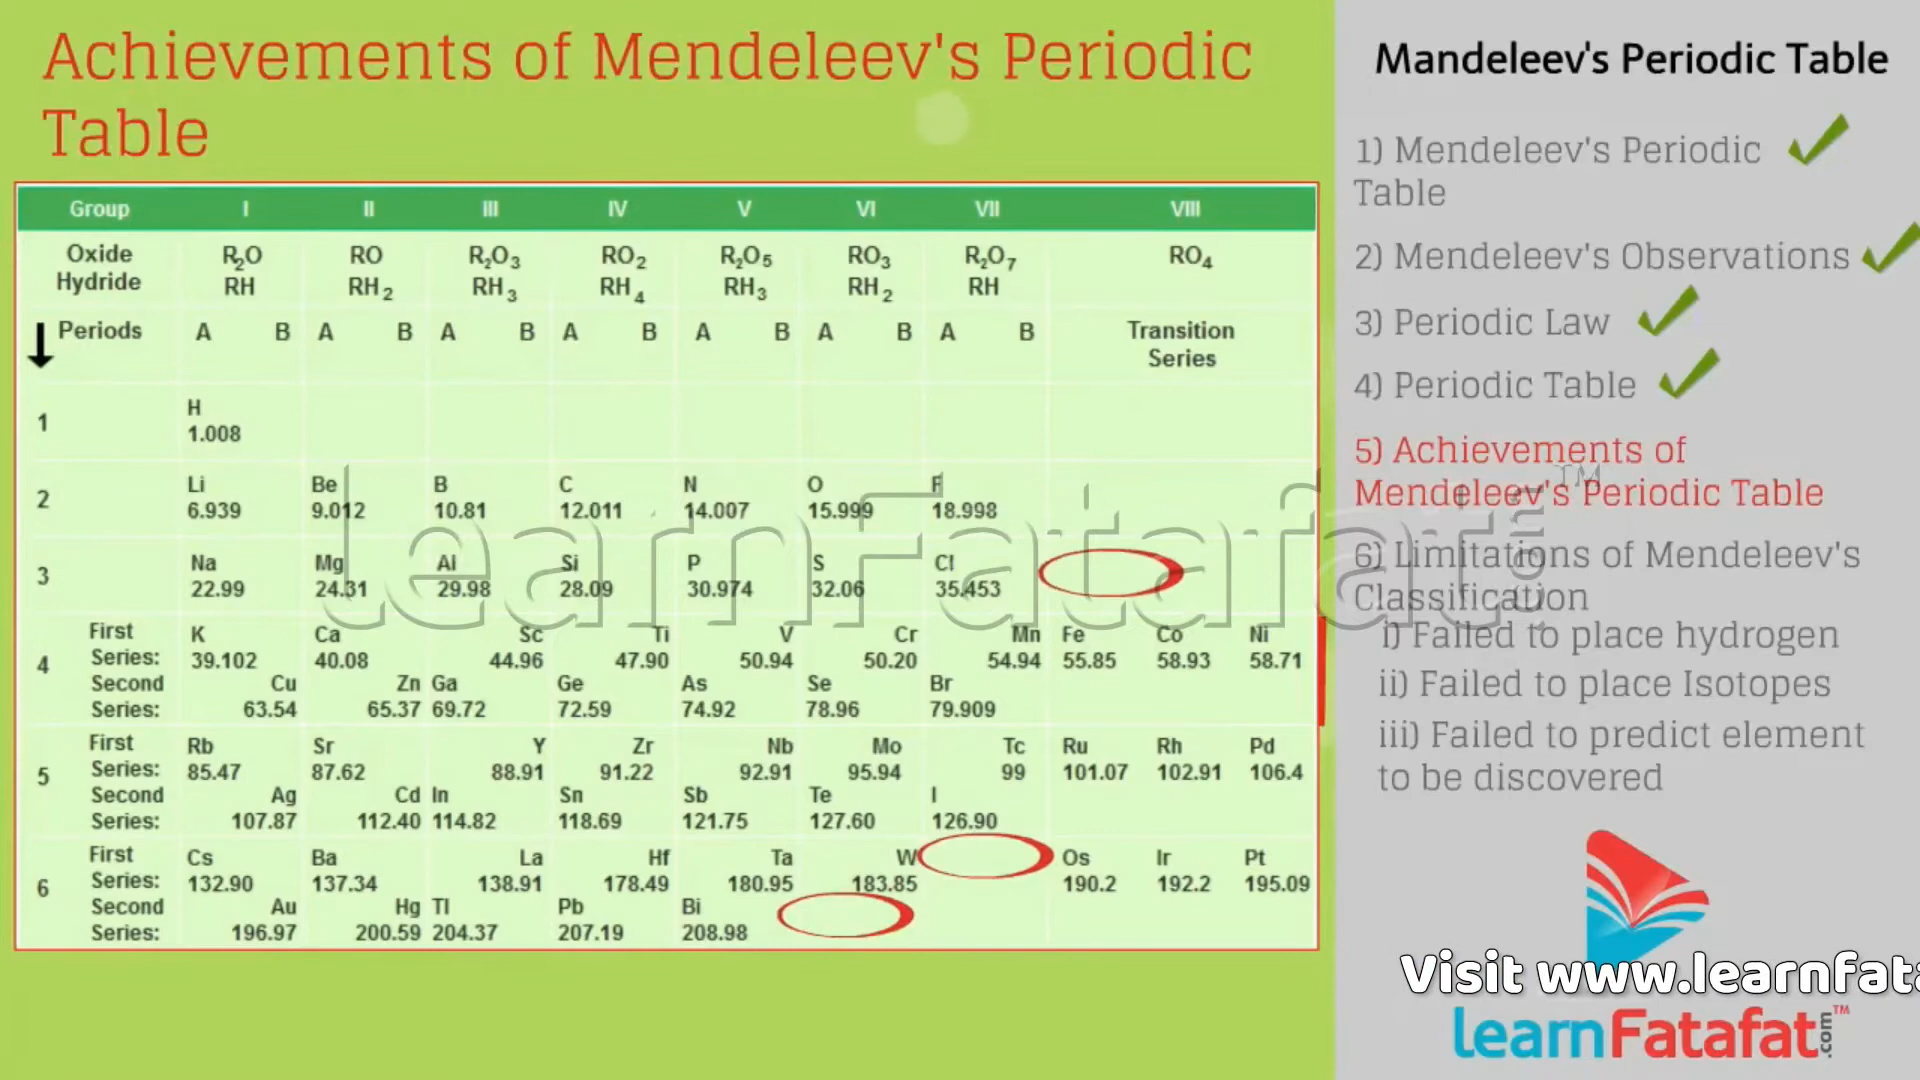 Achievements of Mendeleev's Periodic
Table
Group I II III IV V VI VII VIII
Oxide R₂O RO R₂O₃ RO₂ R₂O₅ RO₃ R₂O₇ RO₄
Hydride RH RH₂ RH₃ RH₄ RH₃ RH₂ RH
Periods A B A B A B A B A B A B A B Transition
Series
1 H
1.008
2 Li Be B C N O F
6.939 9.012 10.81 12.011 14.007 15.999 18.998
3 Na Mg Al Si P S Cl
22.99 24.31 29.98 28.09 30.974 32.06 35.453
4 First K Ca Sc Ti V Cr Mn Fe Co Ni
Series: 39.102 40.08 44.96 47.90 50.94 50.20 54.94 55.85 58.93 58.71
Second Cu Zn Ga Ge As Se Br
Series: 63.54 65.37 69.72 72.59 74.92 78.96 79.909
5 First Rb Sr Y Zr Nb Mo Tc Ru Rh Pd
Series: 85.47 87.62 88.91 91.22 92.91 95.94 99 101.07 102.91 106.4
Second Ag Cd In Sn Sb Te I
Series: 107.87 112.40 114.82 118.69 121.75 127.60 126.90
6 First Cs Ba La Hf Ta W Os Ir Pt
Series: 132.90 137.34 138.91 178.49 180.95 183.85 190.2 192.2 195.09
Second Au Hg Tl Pb Bi
Series: 196.97 200.59 204.37 207.19 208.98
learnFatafat.com™
Mandeleev's Periodic Table
1) Mendeleev's Periodic
Table
2) Mendeleev's Observations
3) Periodic Law
4) Periodic Table
5) Achievements of
Mendeleev's Periodic Table
6) Limitations of Mendeleev's
Classification
i) Failed to place hydrogen
ii) Failed to place Isotopes
iii) Failed to predict element
to be discovered
Visit www.learnfata
learnFatafat.com™